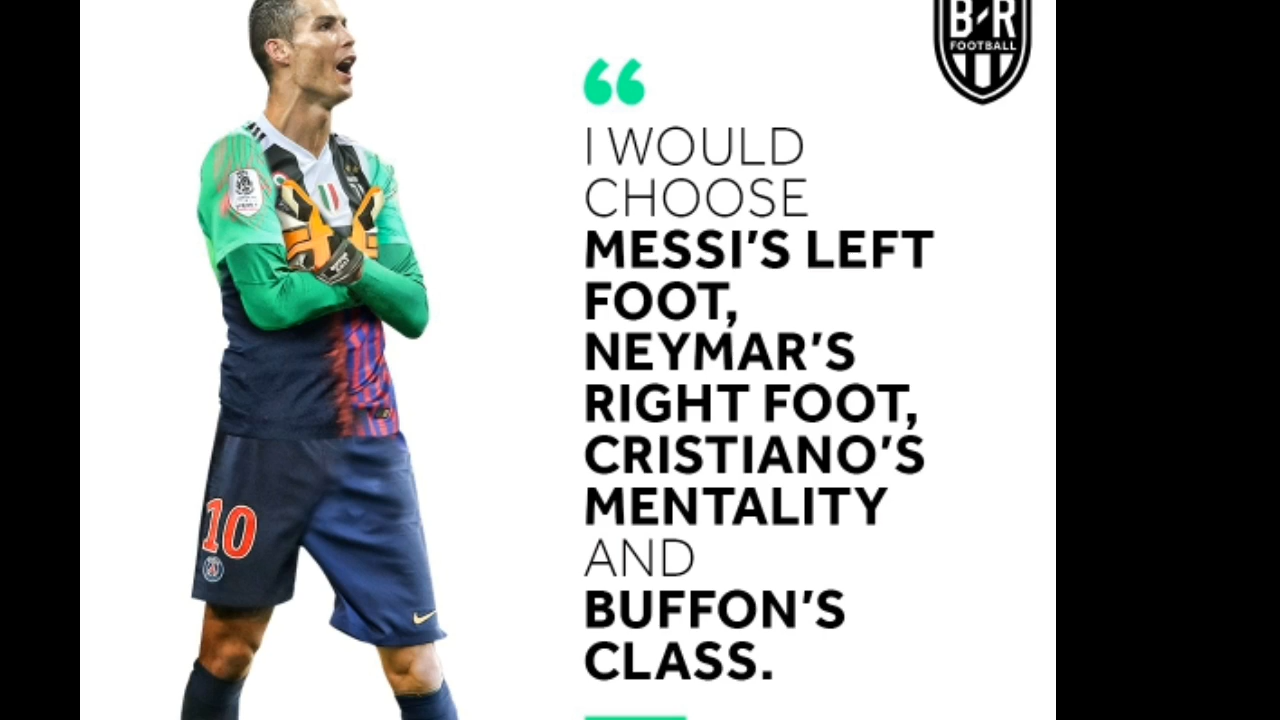 B-R
FOOTBALL
“
I WOULD
CHOOSE
MESSI’S LEFT
FOOT,
NEYMAR’S
RIGHT FOOT,
CRISTIANO’S
MENTALITY
AND
BUFFON’S
CLASS.
10